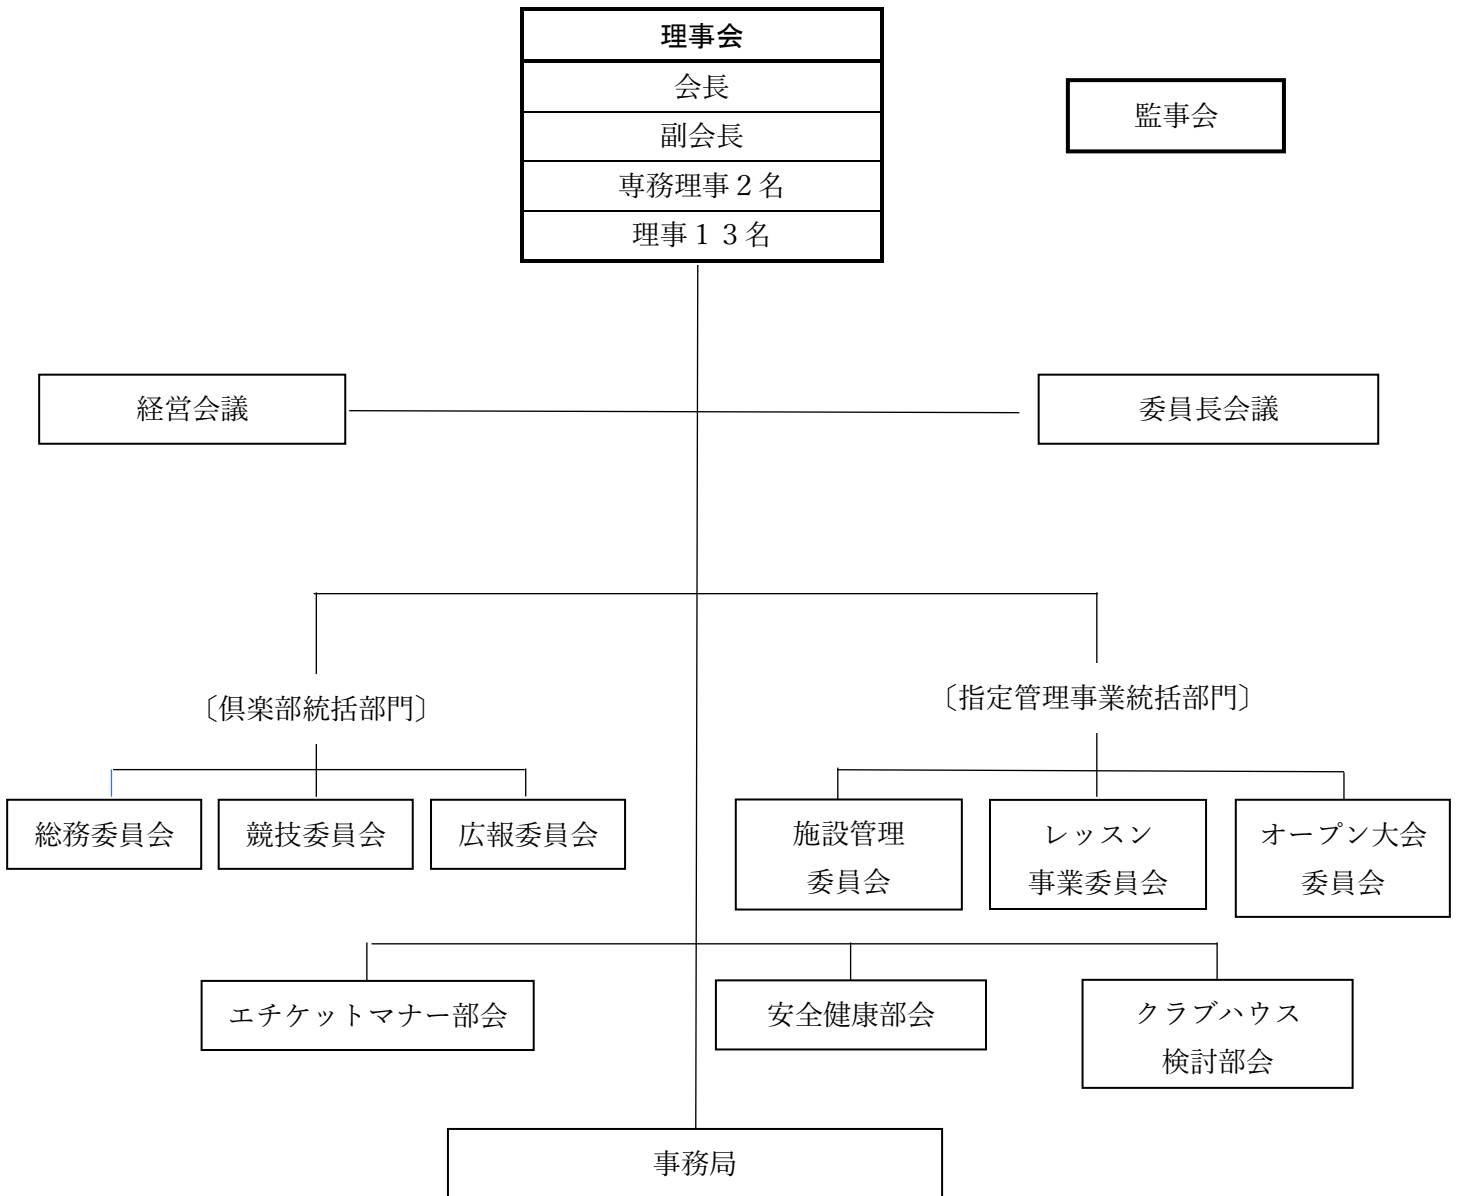 理事会
会長
副会長
専務理事２名
理事１３名
監事会
経営会議
委員長会議
〔倶楽部統括部門〕
〔指定管理事業統括部門〕
総務委員会
競技委員会
広報委員会
施設管理
委員会
レッスン
事業委員会
オープン大会
委員会
エチケットマナー部会
安全健康部会
クラブハウス
検討部会
事務局